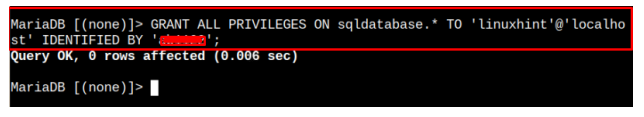 MariaDB [(none)]> GRANT ALL PRIVILEGES ON sqldatabase.* TO 'linuxhint'@'localho
st' IDENTIFIED BY '';
Query OK, 0 rows affected (0.006 sec)
MariaDB [(none)]>